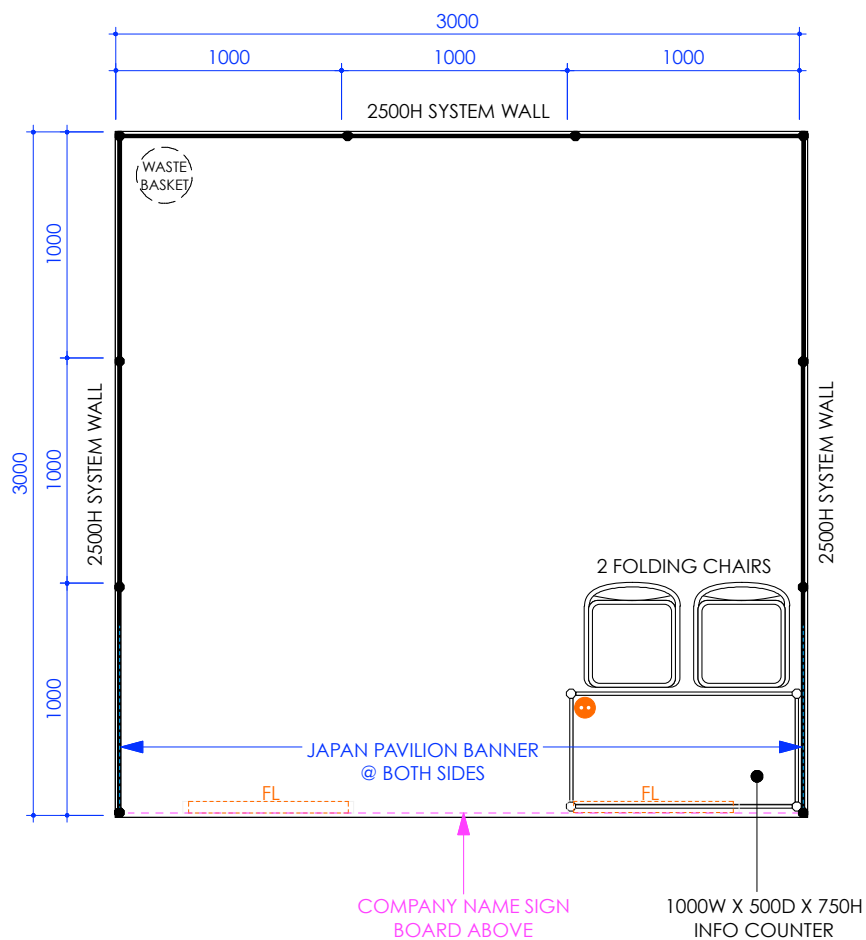 3000
1000
1000
1000
2500H SYSTEM WALL
WASTE
BASKET
1000
3000
1000
2500H SYSTEM WALL
2500H SYSTEM WALL
2 FOLDING CHAIRS
1000
JAPAN PAVILION BANNER
@ BOTH SIDES
FL
FL
COMPANY NAME SIGN
BOARD ABOVE
1000W X 500D X 750H
INFO COUNTER